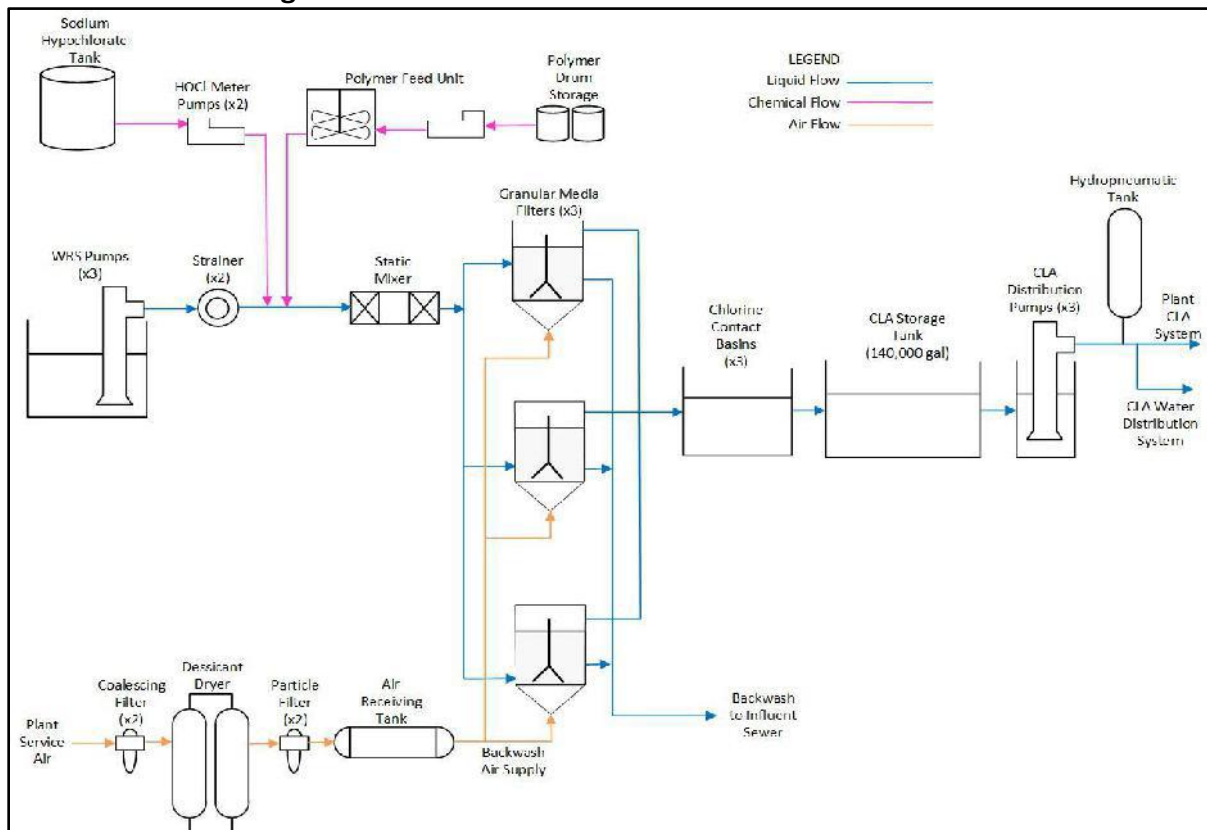 Sodium
Hypochlorate
Tank
HOCl Meter
Pumps (x2)
Polymer Feed Unit
Polymer
Drum
Storage
LEGEND
Liquid Flow
Chemical Flow
Air Flow
WRS Pumps
(x3)
Strainer
(x2)
Static
Mixer
Granular Media
Filters (x3)
Hydropneumatic
Tank
Chlorine
Contact
Basins
(x3)
CLA Storage
Tank
(140,000 gal)
CLA
Distribution
Pumps (x3)
Plant
CLA
System
CLA Water
Distribution
System
Plant
Service
Air
Coalescing
Filter
(x2)
Dessicant
Dryer
Particle
Filter
(x2)
Air
Receiving
Tank
Backwash
Air Supply
Backwash
to Influent
Sewer